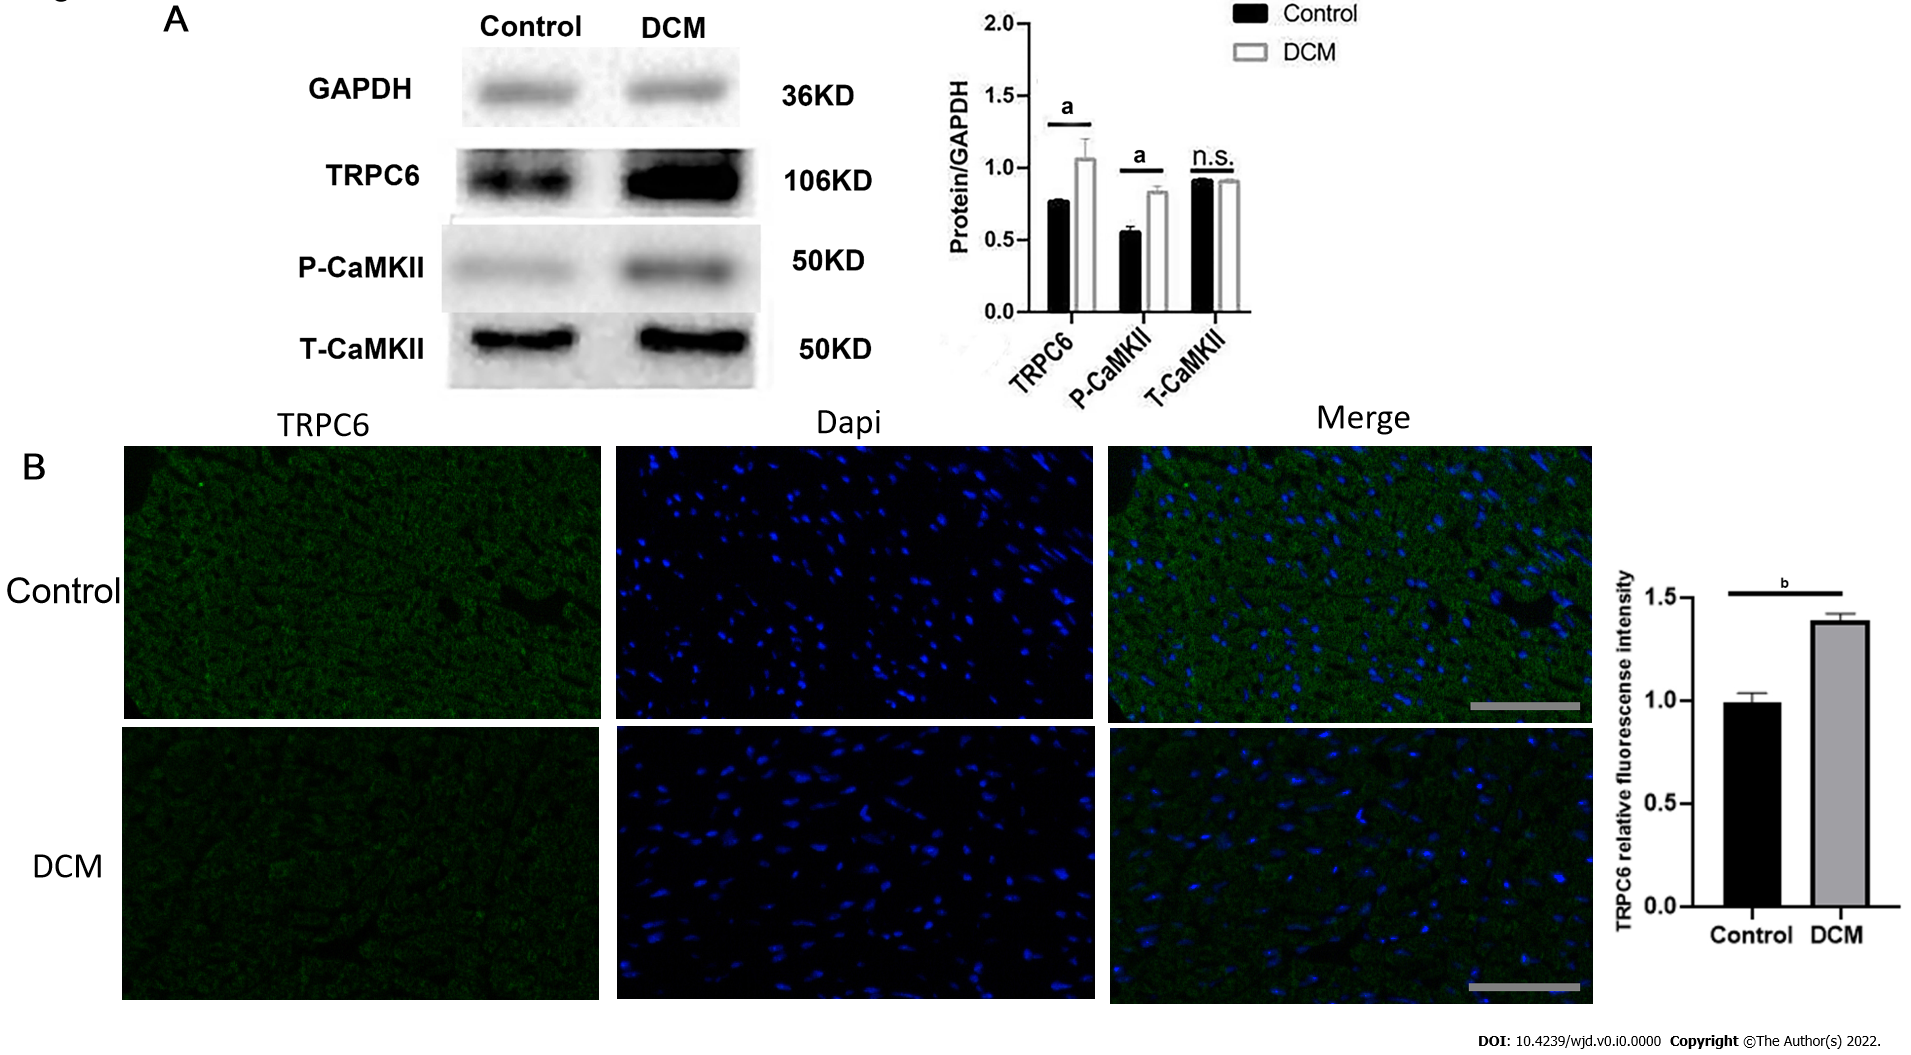 A
Control DCM
GAPDH 36KD
TRPC6 106KD
P-CaMKII 50KD
T-CaMKII 50KD
Control
DCM
Protein/GAPDH
2.0
1.5
1.0
0.5
0.0
a
a
n.s.
TRPC6
P-CaMKII
T-CaMKII
B
TRPC6 Dapi Merge
Control
DCM
TRPC6 relative fluorescense intensity
1.5
1.0
0.5
0.0
b
Control DCM
DOI: 10.4239/wjd.v0.i0.0000 Copyright ©The Author(s) 2022.